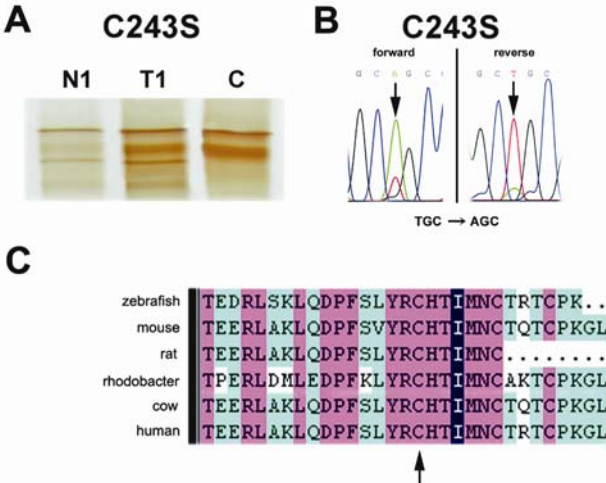 A
C243S
N1 T1 C
B
C243S
forward
reverse
G C A G C
G C T G C
TGC → AGC
C
zebrafish TEDRLSKLQDPFSLYRCHTIMNCTRTCPK..
mouse TEERLAKLQDPFSVYRCHTIMNCTQTCPKGL
rat TEERLAKLQDPFSLYRCHTIMNC........
rhodobacter TPERLDMLEDPFKLYRCHTIMNCAKTCPKGL
cow TEERLAKLQDPFSLYRCHTIMNCTQTCPKGL
human TEERLAKLQDPFSLYRCHTIMNCTRTCPKGL